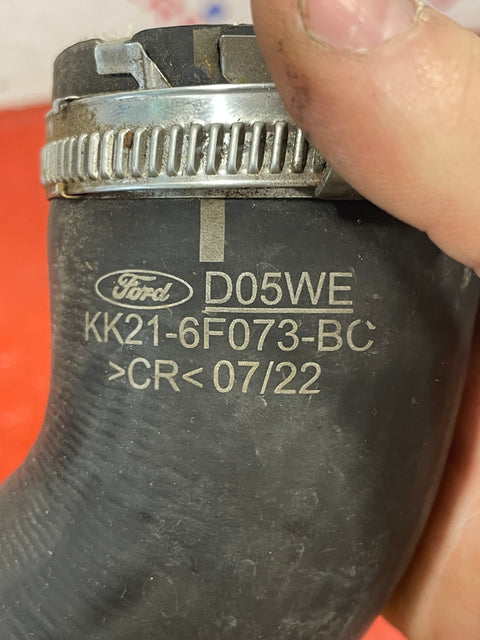 Ford D05WE
KK21-6F073-BC
>CR< 07/22